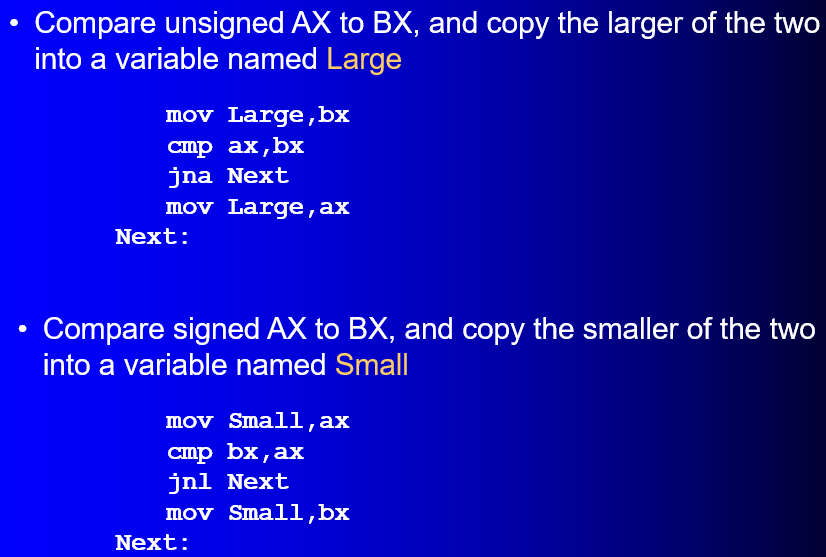 • Compare unsigned AX to BX, and copy the larger of the two
into a variable named Large
mov Large,bx
cmp ax,bx
jna Next
mov Large,ax
Next:
• Compare signed AX to BX, and copy the smaller of the two
into a variable named Small
mov Small,ax
cmp bx,ax
jnl Next
mov Small,bx
Next: